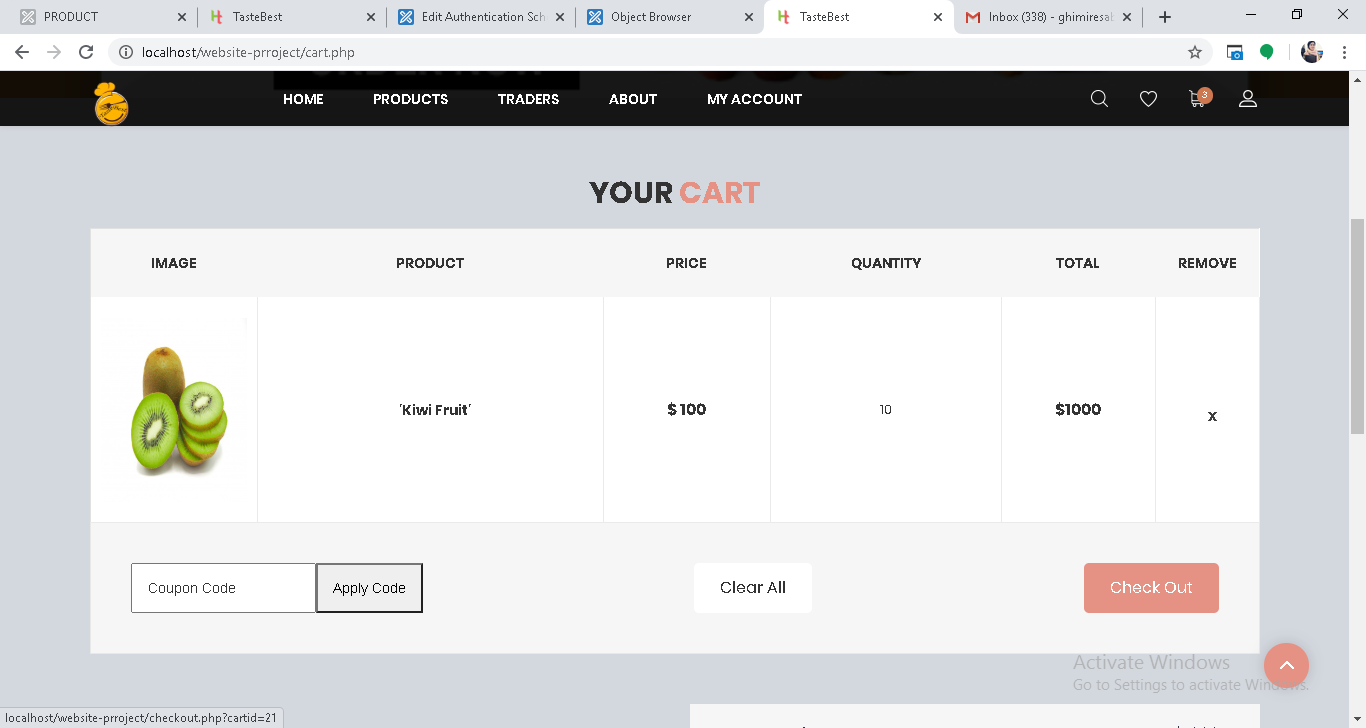 PRODUCT
TasteBest
Edit Authentication Sch
Object Browser
TasteBest
Inbox (338) - ghimiresab
localhost/website-prroject/cart.php
HOME
PRODUCTS
TRADERS
ABOUT
MY ACCOUNT
3
YOUR CART
IMAGE
PRODUCT
PRICE
QUANTITY
TOTAL
REMOVE
'Kiwi Fruit'
$ 100
10
$1000
x
Coupon Code
Apply Code
Clear All
Check Out
Activate Windows
Go to Settings to activate Windows.
localhost/website-prroject/checkout.php?cartid=21